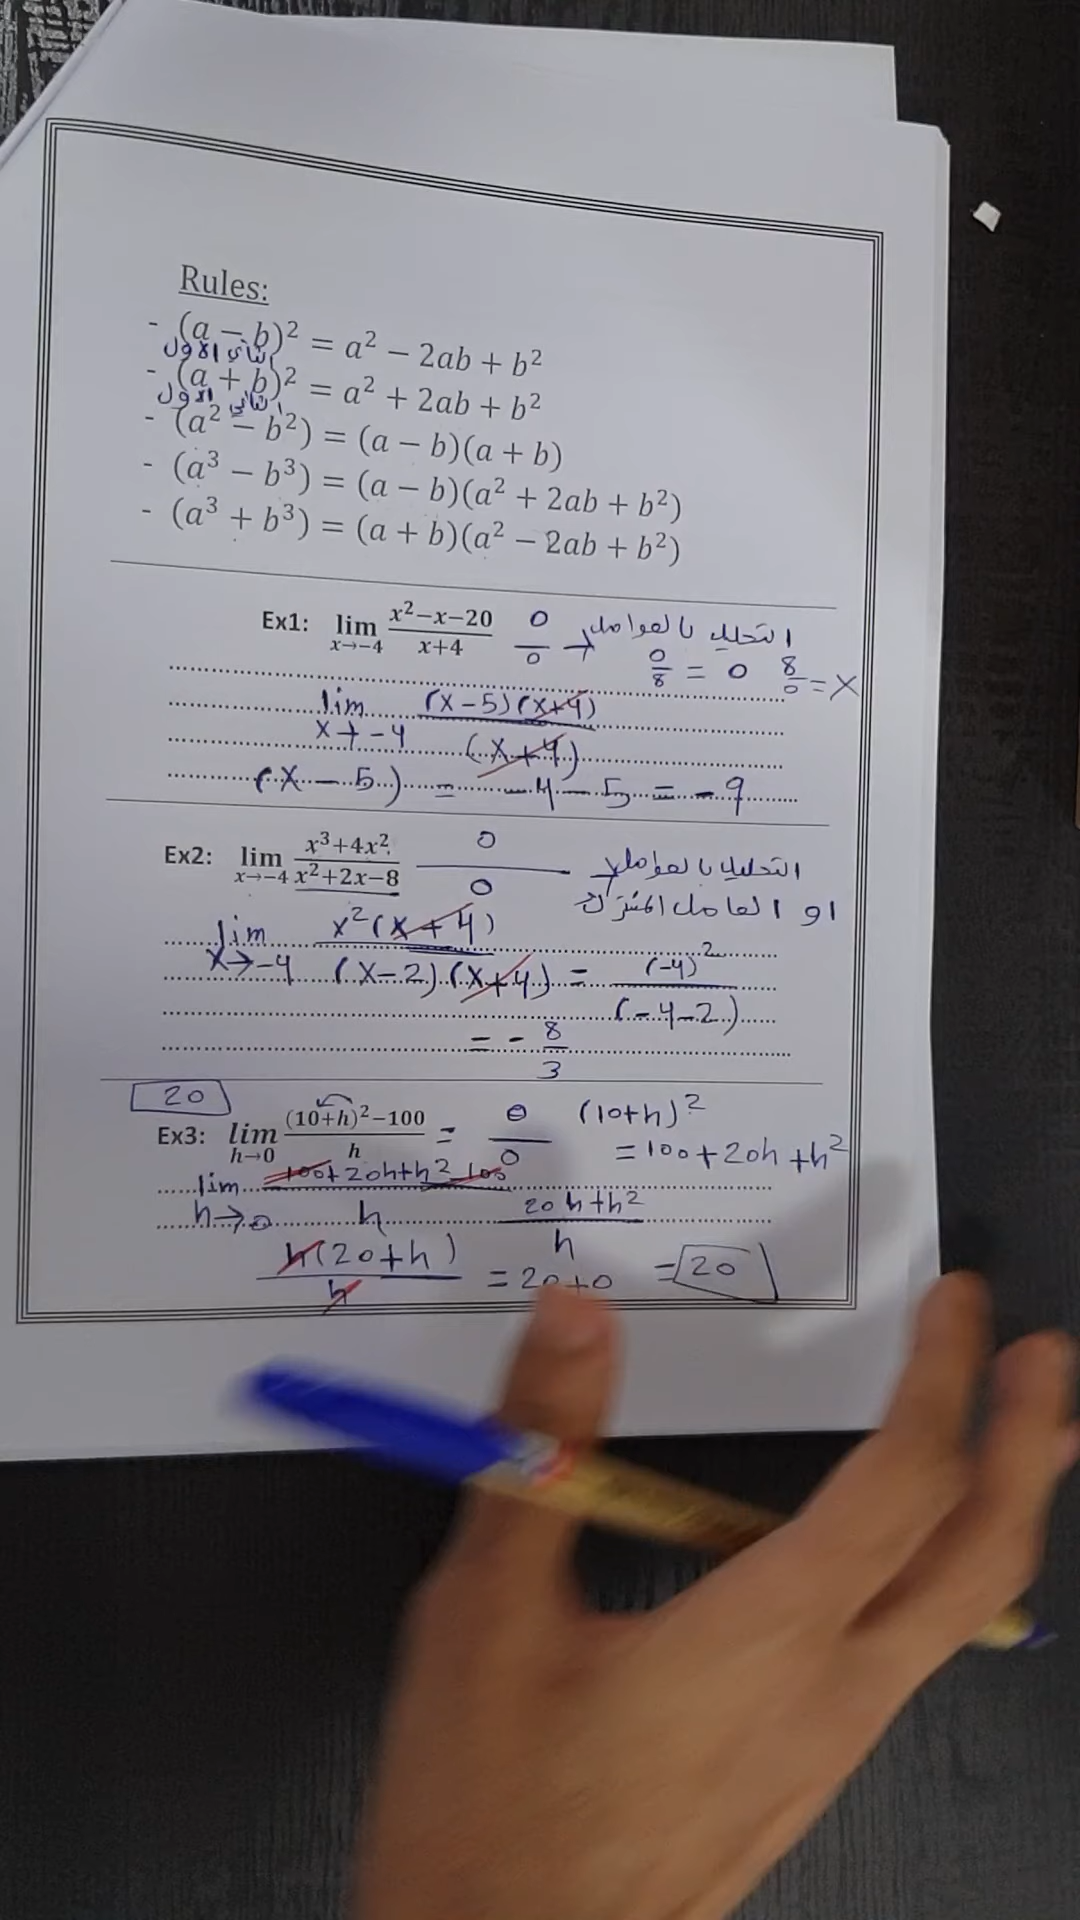 Rules:
- (a − b)² = a² − 2ab + b²
الاول الثاني
- (a + b)² = a² + 2ab + b²
الاول الثاني
- (a² − b²) = (a − b)(a + b)
- (a³ − b³) = (a − b)(a² + 2ab + b²)
- (a³ + b³) = (a + b)(a² − 2ab + b²)
Ex1: lim x→−4 (x²−x−20)/(x+4) 0/0 → التحليل بالعوامل
0/8 = 0 8/0 = X
lim x→−4 (x−5)(x+4)/(x+4)
(x−5) = −4−5 = −9
Ex2: lim x→−4 (x³+4x²)/(x²+2x−8) 0/0 → التحليل بالعوامل
او العامل المشترك
lim x→−4 x²(x+4)/(x−2)(x+4) = (−4)²/(−4−2)
= −8/3
20
Ex3: lim h→0 ((10+h)²−100)/h = 0/0 (10+h)²
= 100+20h+h²
lim h→0 (100+20h+h²−100)/h (20h+h²)/h
h(20+h)/h = 20+0 = 20